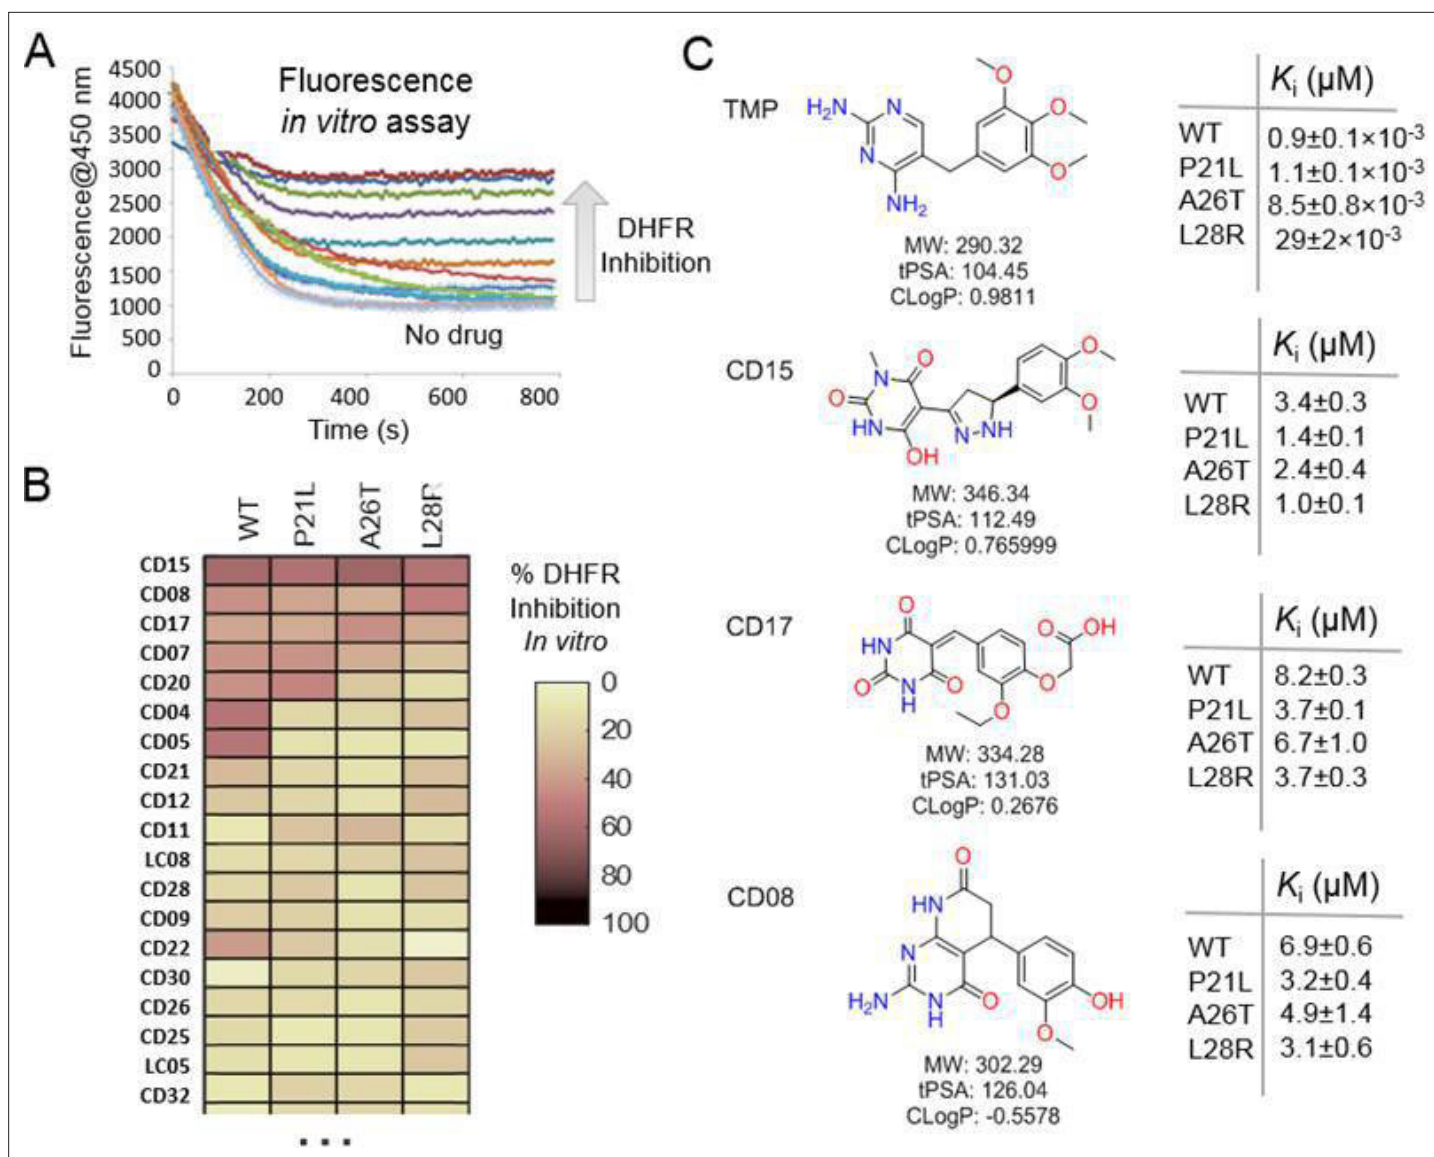 A
Fluorescence
in vitro assay
Fluorescence@450 nm
4500
4000
3500
3000
2500
2000
1500
1000
500
0
DHFR
Inhibition
No drug
0 200 400 600 800
Time (s)
B
WT P21L A26T L28R
CD15
CD08
CD17
CD07
CD20
CD04
CD05
CD21
CD12
CD11
LC08
CD28
CD09
CD22
CD30
CD26
CD25
LC05
CD32
...
% DHFR
Inhibition
In vitro
0
20
40
60
80
100
C
TMP
H₂N
N
N
NH₂
O
O
O
MW: 290.32
tPSA: 104.45
CLogP: 0.9811
Kᵢ (µM)
WT 0.9±0.1×10⁻³
P21L 1.1±0.1×10⁻³
A26T 8.5±0.8×10⁻³
L28R 29±2×10⁻³
CD15
N
O
O
HN
OH
N
NH
O
O
MW: 346.34
tPSA: 112.49
CLogP: 0.765999
Kᵢ (µM)
WT 3.4±0.3
P21L 1.4±0.1
A26T 2.4±0.4
L28R 1.0±0.1
CD17
O
HN
O
N
H
O
O
OH
O
O
MW: 334.28
tPSA: 131.03
CLogP: 0.2676
Kᵢ (µM)
WT 8.2±0.3
P21L 3.7±0.1
A26T 6.7±1.0
L28R 3.7±0.3
CD08
O
HN
N
H₂N
N
H
O
OH
O
MW: 302.29
tPSA: 126.04
CLogP: -0.5578
Kᵢ (µM)
WT 6.9±0.6
P21L 3.2±0.4
A26T 4.9±1.4
L28R 3.1±0.6